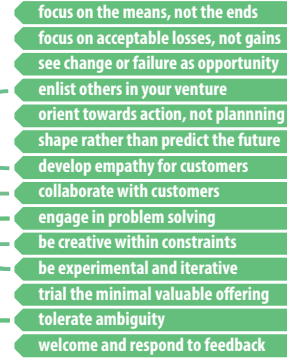 focus on the means, not the ends
focus on acceptable losses, not gains
see change or failure as opportunity
enlist others in your venture
orient towards action, not plannning
shape rather than predict the future
develop empathy for customers
collaborate with customers
engage in problem solving
be creative within constraints
be experimental and iterative
trial the minimal valuable offering
tolerate ambiguity
welcome and respond to feedback